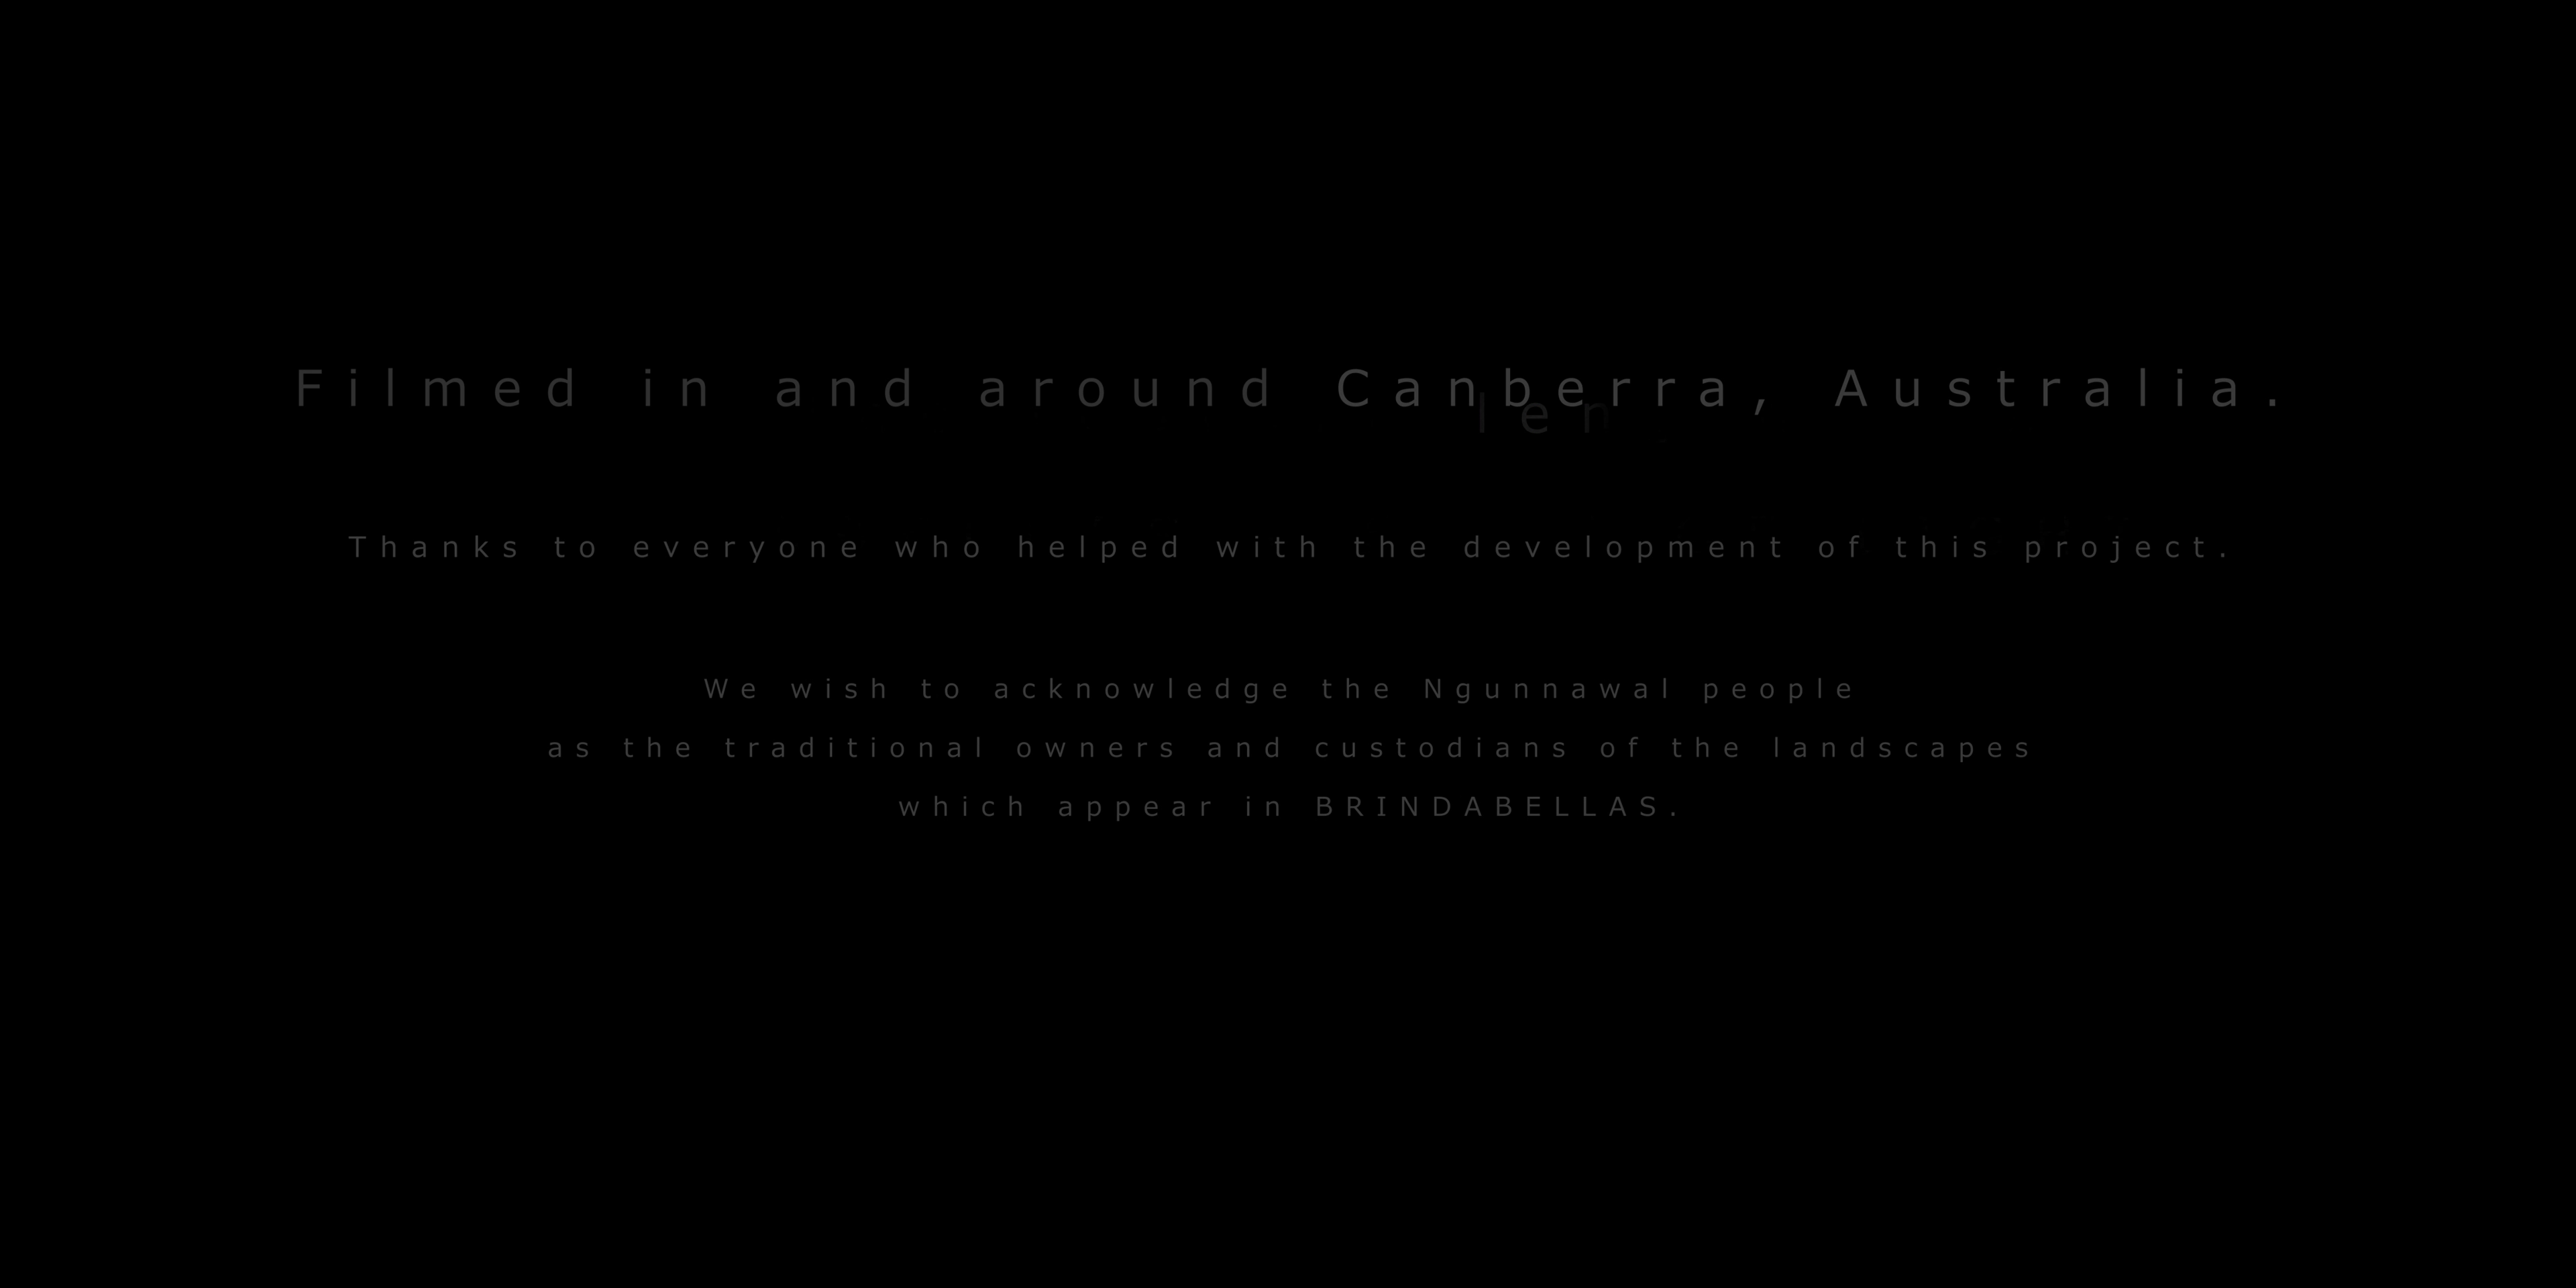 Filmed in and around Canberra, Australia.
Thanks to everyone who helped with the development of this project.
We wish to acknowledge the Ngunnawal people
as the traditional owners and custodians of the landscapes
which appear in BRINDABELLAS.